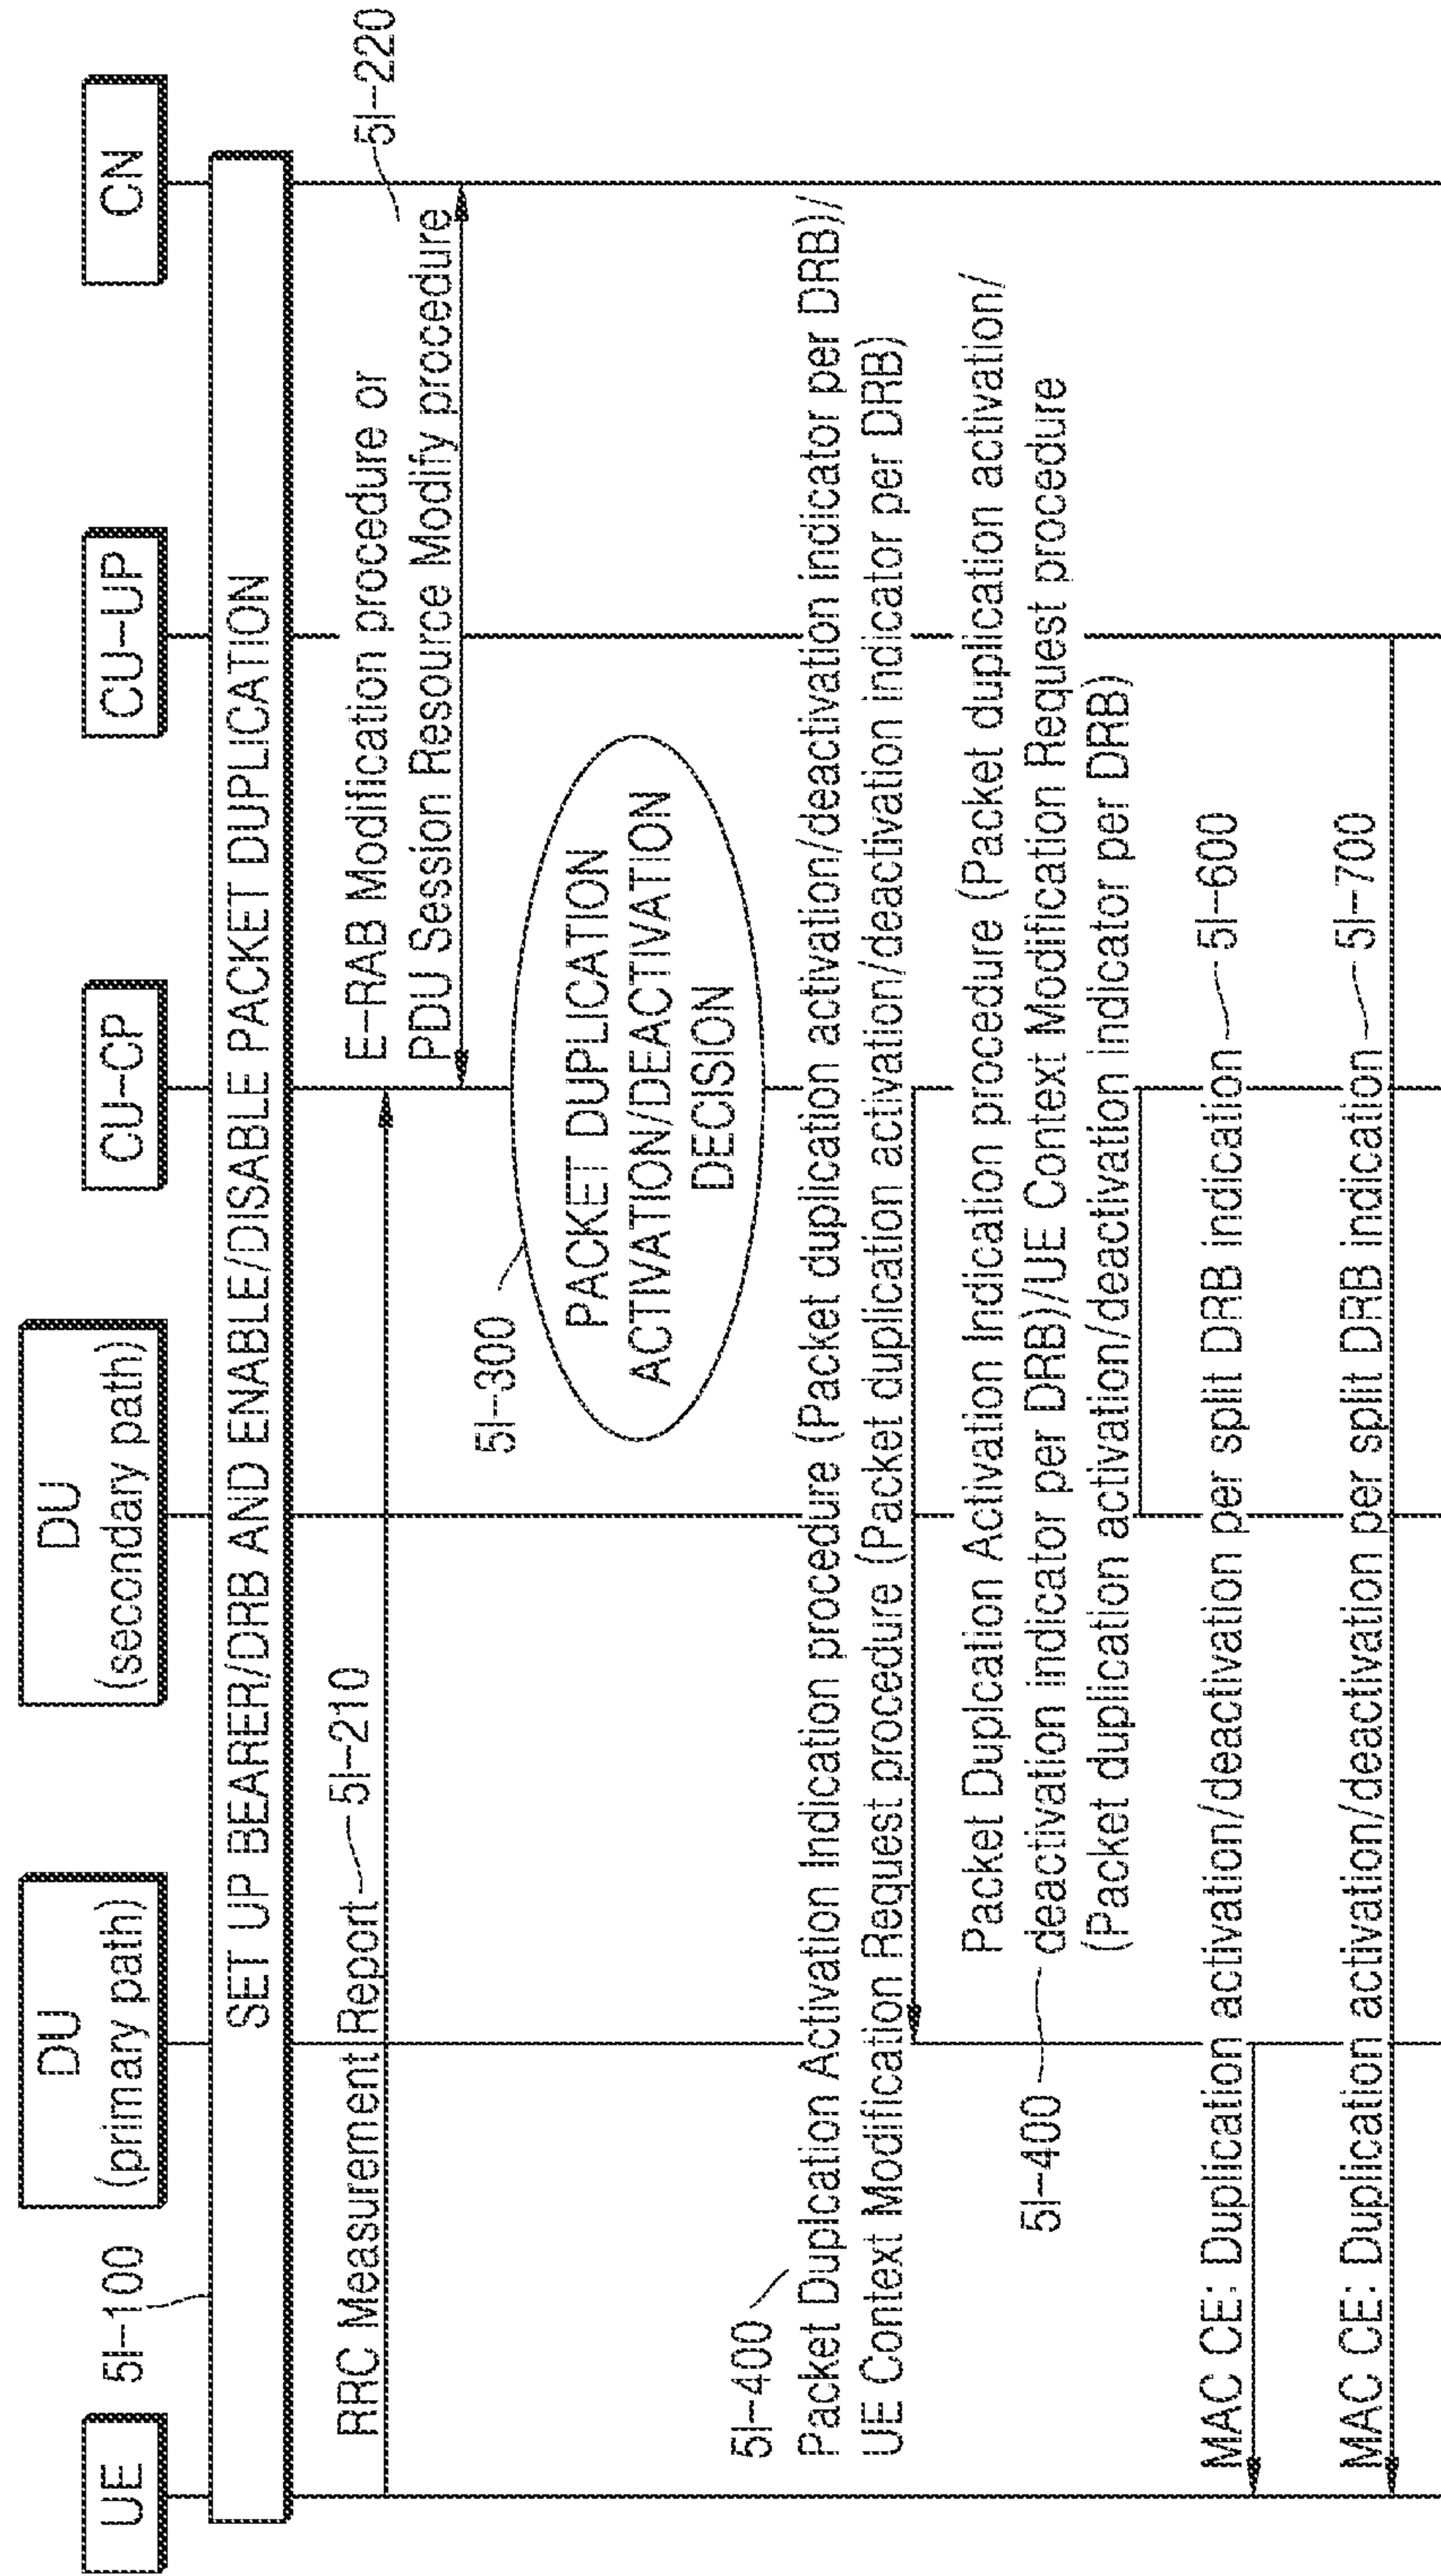 UE
DU
(primary path)
DU
(secondary path)
CU-CP
CU-UP
CN
5I-100
SET UP BEARER/DRB AND ENABLE/DISABLE PACKET DUPLICATION
RRC Measurement Report
5I-210
E-RAB Modification procedure or
PDU Session Resource Modify procedure
5I-220
5I-300
PACKET DUPLICATION
ACTIVATION/DEACTIVATION
DECISION
5I-400
Packet Duplcation Activation Indication procedure (Packet duplication activation/deactivation indicator per DRB)/
UE Context Modification Request procedure (Packet duplication activation/deactivation indicator per DRB)
Packet Duplcation Activation Indication procedure (Packet duplication activation/
5I-400
deactivation indicator per DRB)/UE Context Modification Request procedure
(Packet duplication activation/deactivation indicator per DRB)
MAC CE: Duplication activation/deactivation per split DRB indication
5I-600
MAC CE: Duplication activation/deactivation per split DRB indication
5I-700